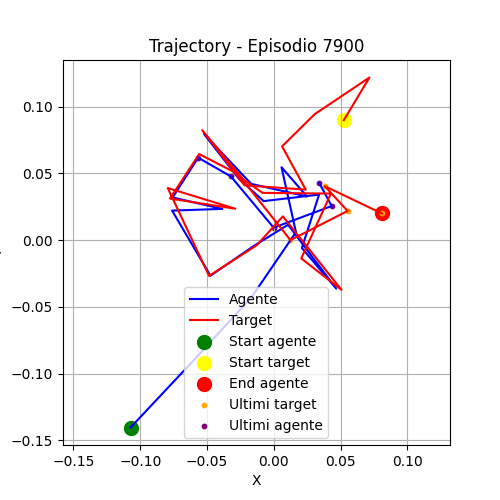 Trajectory - Episodio 7900
0.10
0.05
0.00
−0.05
−0.10
−0.15
Agente
Target
Start agente
Start target
End agente
Ultimi target
Ultimi agente
−0.15 −0.10 −0.05 0.00 0.05 0.10
X